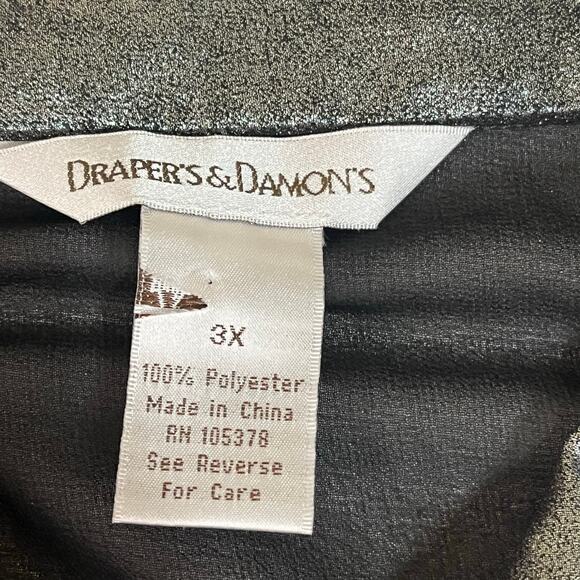 DRAPER'S & DAMON'S
3X
100% Polyester
Made in China
RN 105378
See Reverse
For Care